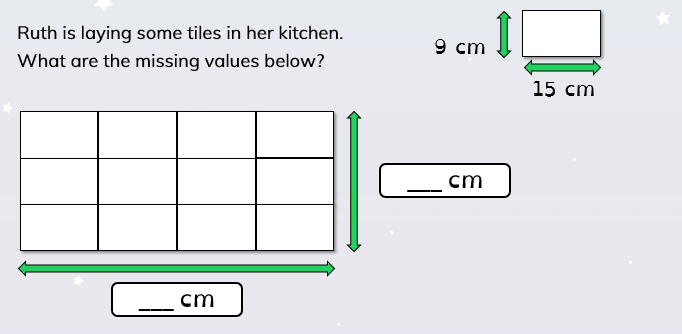 Ruth is laying some tiles in her kitchen.
What are the missing values below?
9 cm
15 cm
___ cm
___ cm